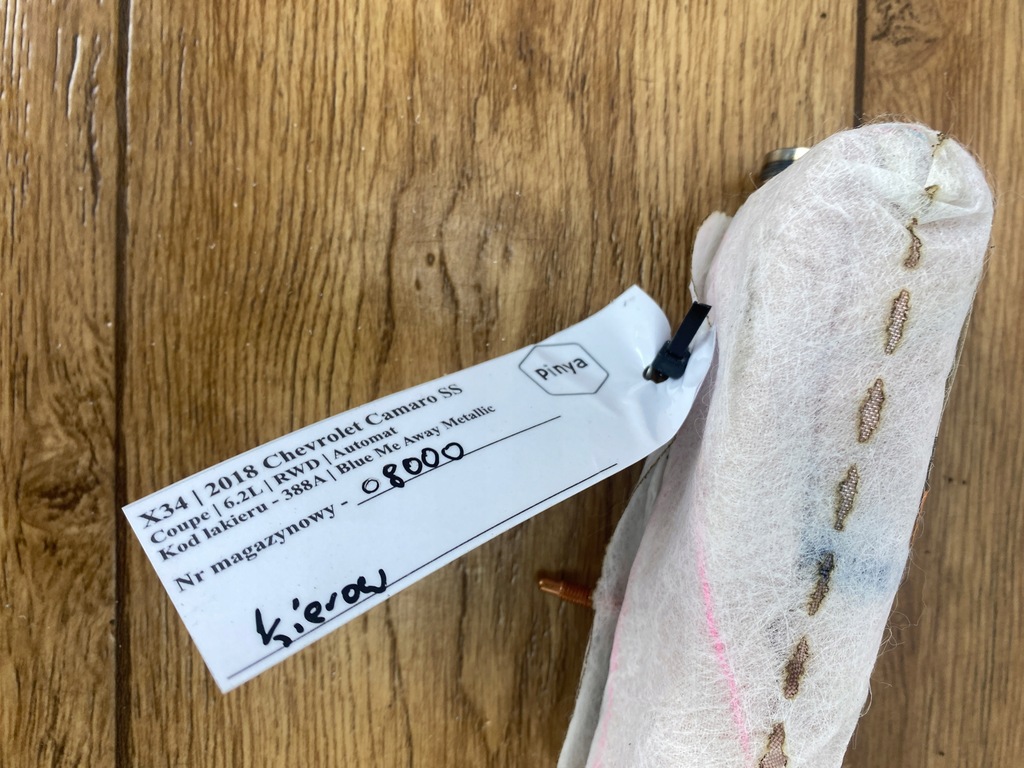 Pinya
X34 | 2018 Chevrolet Camaro SS
Coupe | 6.2L | RWD | Automat
Kod lakieru - 388A | Blue Me Away Metallic
Nr magazynowy - 08000
kierow